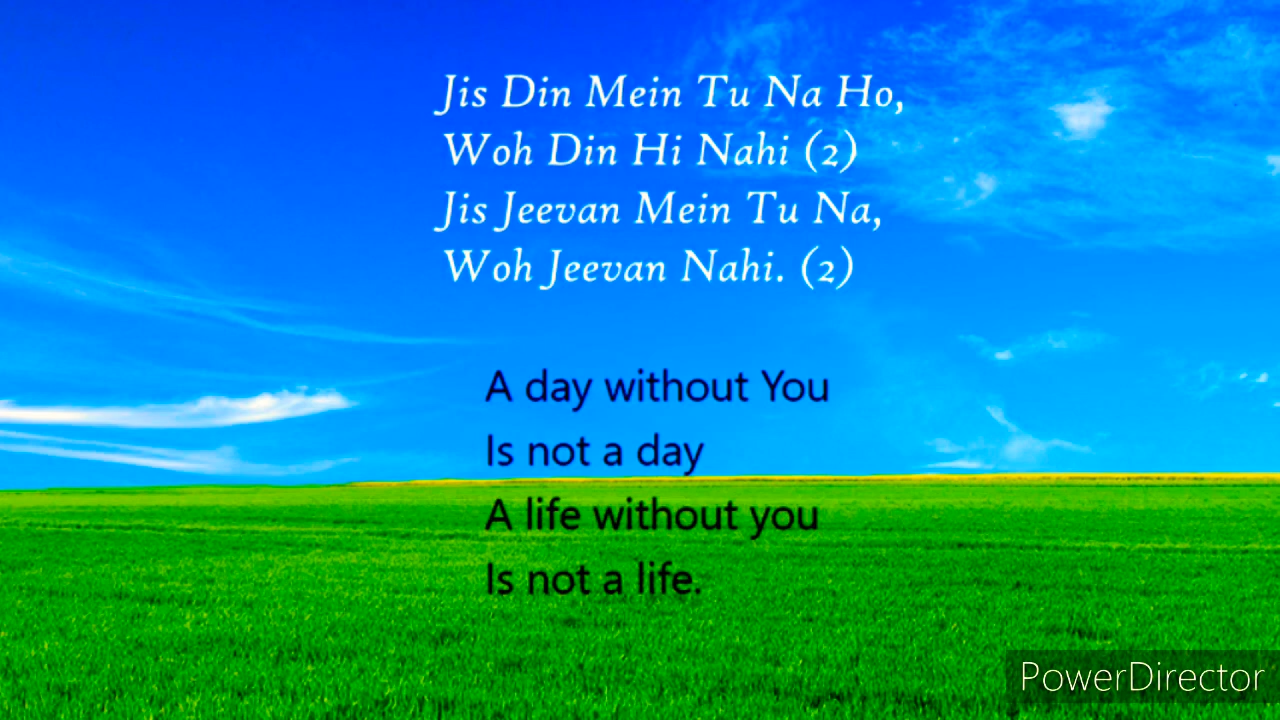 Jis Din Mein Tu Na Ho,
Woh Din Hi Nahi (2)
Jis Jeevan Mein Tu Na,
Woh Jeevan Nahi. (2)
A day without You
Is not a day
A life without you
Is not a life.
PowerDirector